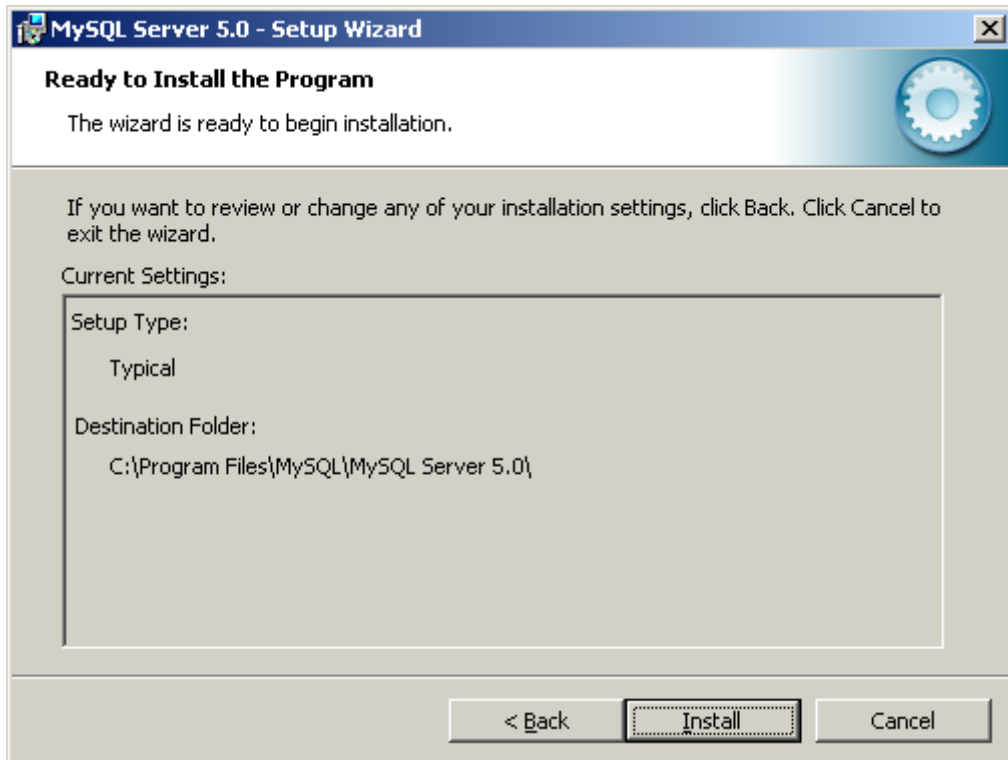 MySQL Server 5.0 - Setup Wizard
Ready to Install the Program
The wizard is ready to begin installation.
If you want to review or change any of your installation settings, click Back. Click Cancel to
exit the wizard.
Current Settings:
Setup Type:
Typical
Destination Folder:
C:\Program Files\MySQL\MySQL Server 5.0\
< Back
Install
Cancel